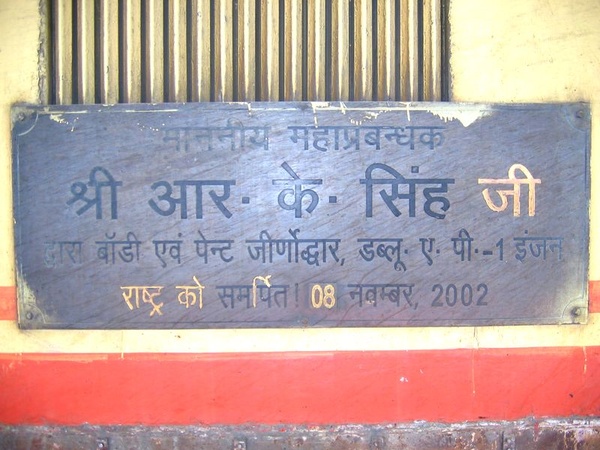 माननीय महाप्रबन्धक
श्री आर॰ के॰ सिंह जी
द्वारा बॉडी एवं पेन्ट जीर्णोद्धार, डब्लू॰ ए॰ पी॰-1 इंजन
राष्ट्र को समर्पित! 08 नवम्बर, 2002